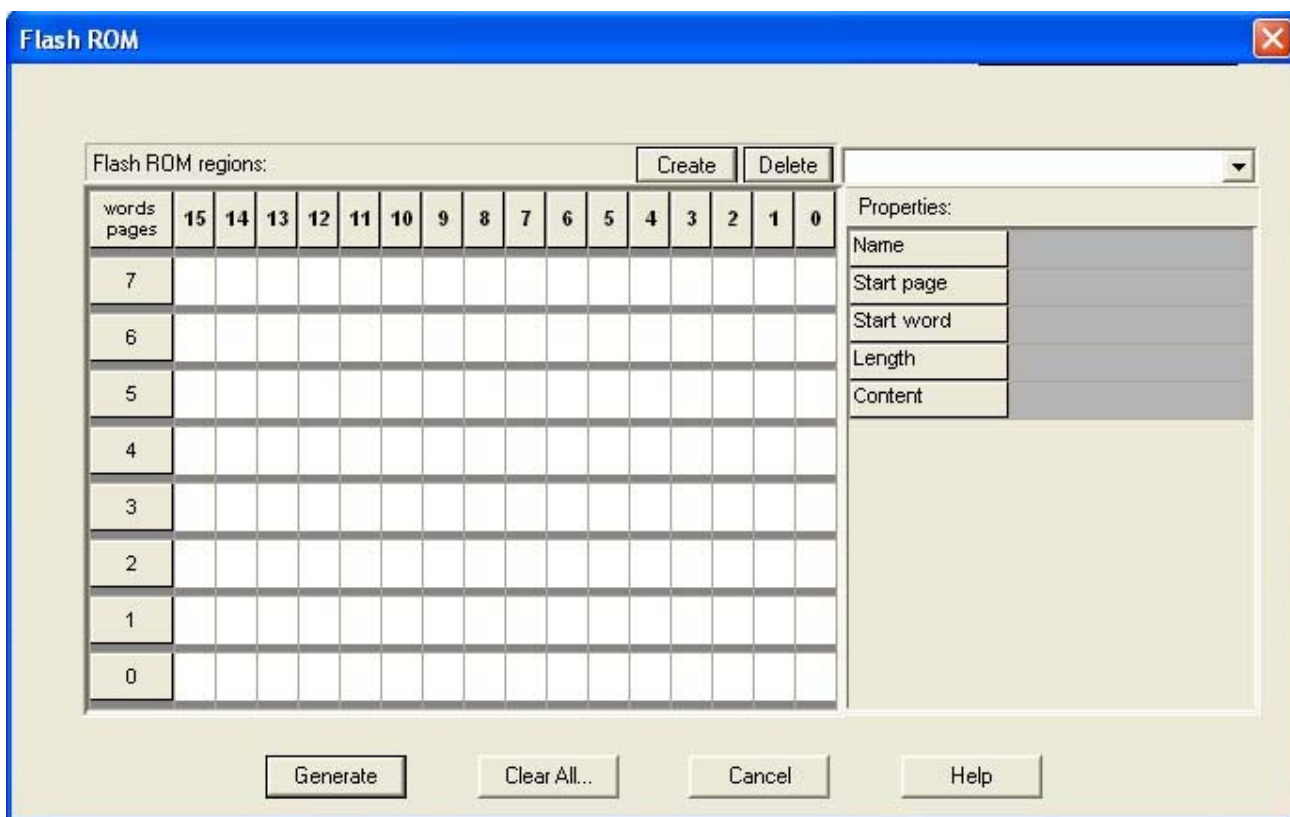 Flash ROM
Flash ROM regions: Create Delete
words
pages 15 14 13 12 11 10 9 8 7 6 5 4 3 2 1 0
7
6
5
4
3
2
1
0
Properties:
Name
Start page
Start word
Length
Content
Generate Clear All... Cancel Help